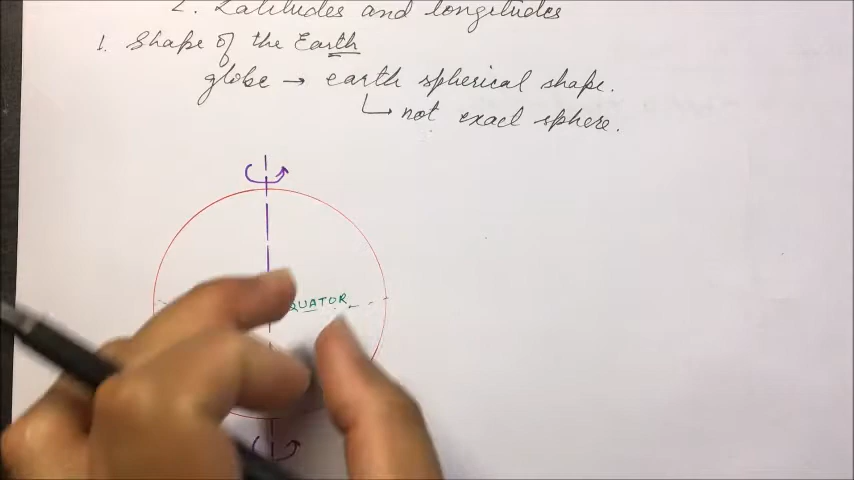 2. Latitudes and longitudes
1. Shape of the Earth
globe → earth spherical shape.
not exact sphere.
QUATOR